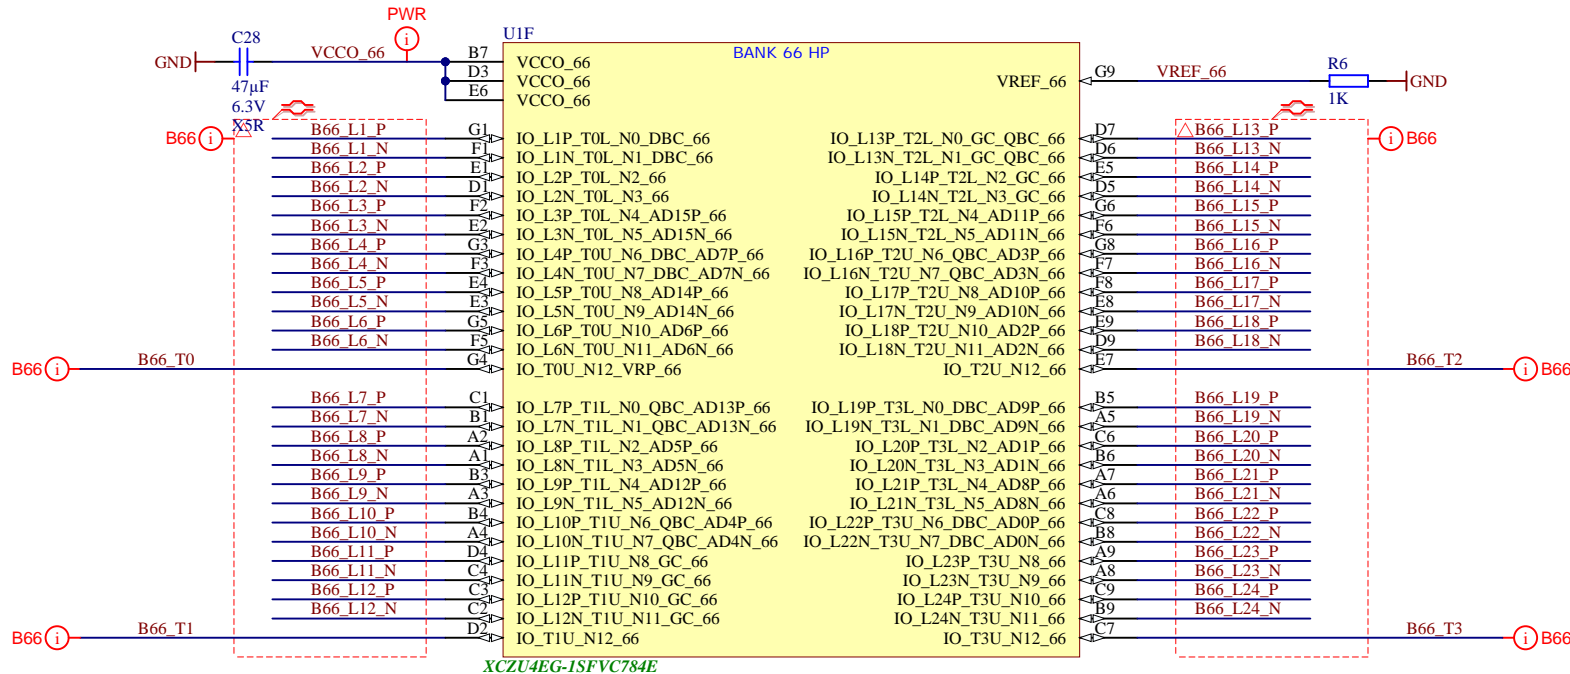 PWR
U1F
BANK 66 HP
C28
GND
VCCO_66
47µF
6.3V
X5R
B7 VCCO_66
D3 VCCO_66
E6 VCCO_66
VREF_66 G9 VREF_66
R6
1K
GND
B66
B66
B66_L1_P G1 IO_L1P_T0L_N0_DBC_66 IO_L13P_T2L_N0_GC_QBC_66 D7 B66_L13_P
B66_L1_N F1 IO_L1N_T0L_N1_DBC_66 IO_L13N_T2L_N1_GC_QBC_66 D6 B66_L13_N
B66_L2_P E1 IO_L2P_T0L_N2_66 IO_L14P_T2L_N2_GC_66 E5 B66_L14_P
B66_L2_N D1 IO_L2N_T0L_N3_66 IO_L14N_T2L_N3_GC_66 D5 B66_L14_N
B66_L3_P F2 IO_L3P_T0L_N4_AD15P_66 IO_L15P_T2L_N4_AD11P_66 G6 B66_L15_P
B66_L3_N E2 IO_L3N_T0L_N5_AD15N_66 IO_L15N_T2L_N5_AD11N_66 F6 B66_L15_N
B66_L4_P G3 IO_L4P_T0U_N6_DBC_AD7P_66 IO_L16P_T2U_N6_QBC_AD3P_66 G8 B66_L16_P
B66_L4_N F3 IO_L4N_T0U_N7_DBC_AD7N_66 IO_L16N_T2U_N7_QBC_AD3N_66 F7 B66_L16_N
B66_L5_P E4 IO_L5P_T0U_N8_AD14P_66 IO_L17P_T2U_N8_AD10P_66 F8 B66_L17_P
B66_L5_N E3 IO_L5N_T0U_N9_AD14N_66 IO_L17N_T2U_N9_AD10N_66 E8 B66_L17_N
B66_L6_P G5 IO_L6P_T0U_N10_AD6P_66 IO_L18P_T2U_N10_AD2P_66 E9 B66_L18_P
B66_L6_N F5 IO_L6N_T0U_N11_AD6N_66 IO_L18N_T2U_N11_AD2N_66 D9 B66_L18_N
B66 B66_T0 G4 IO_T0U_N12_VRP_66 IO_T2U_N12_66 E7 B66_T2 B66
B66_L7_P C1 IO_L7P_T1L_N0_QBC_AD13P_66 IO_L19P_T3L_N0_DBC_AD9P_66 B5 B66_L19_P
B66_L7_N B1 IO_L7N_T1L_N1_QBC_AD13N_66 IO_L19N_T3L_N1_DBC_AD9N_66 A5 B66_L19_N
B66_L8_P A2 IO_L8P_T1L_N2_AD5P_66 IO_L20P_T3L_N2_AD1P_66 C6 B66_L20_P
B66_L8_N A1 IO_L8N_T1L_N3_AD5N_66 IO_L20N_T3L_N3_AD1N_66 B6 B66_L20_N
B66_L9_P B3 IO_L9P_T1L_N4_AD12P_66 IO_L21P_T3L_N4_AD8P_66 A7 B66_L21_P
B66_L9_N A3 IO_L9N_T1L_N5_AD12N_66 IO_L21N_T3L_N5_AD8N_66 A6 B66_L21_N
B66_L10_P B4 IO_L10P_T1U_N6_QBC_AD4P_66 IO_L22P_T3U_N6_DBC_AD0P_66 C8 B66_L22_P
B66_L10_N A4 IO_L10N_T1U_N7_QBC_AD4N_66 IO_L22N_T3U_N7_DBC_AD0N_66 B8 B66_L22_N
B66_L11_P D4 IO_L11P_T1U_N8_GC_66 IO_L23P_T3U_N8_66 A9 B66_L23_P
B66_L11_N C4 IO_L11N_T1U_N9_GC_66 IO_L23N_T3U_N9_66 A8 B66_L23_N
B66_L12_P C3 IO_L12P_T1U_N10_GC_66 IO_L24P_T3U_N10_66 C9 B66_L24_P
B66_L12_N C2 IO_L12N_T1U_N11_GC_66 IO_L24N_T3U_N11_66 B9 B66_L24_N
B66 B66_T1 D2 IO_T1U_N12_66 IO_T3U_N12_66 C7 B66_T3 B66
XCZU4EG-1SFVC784E